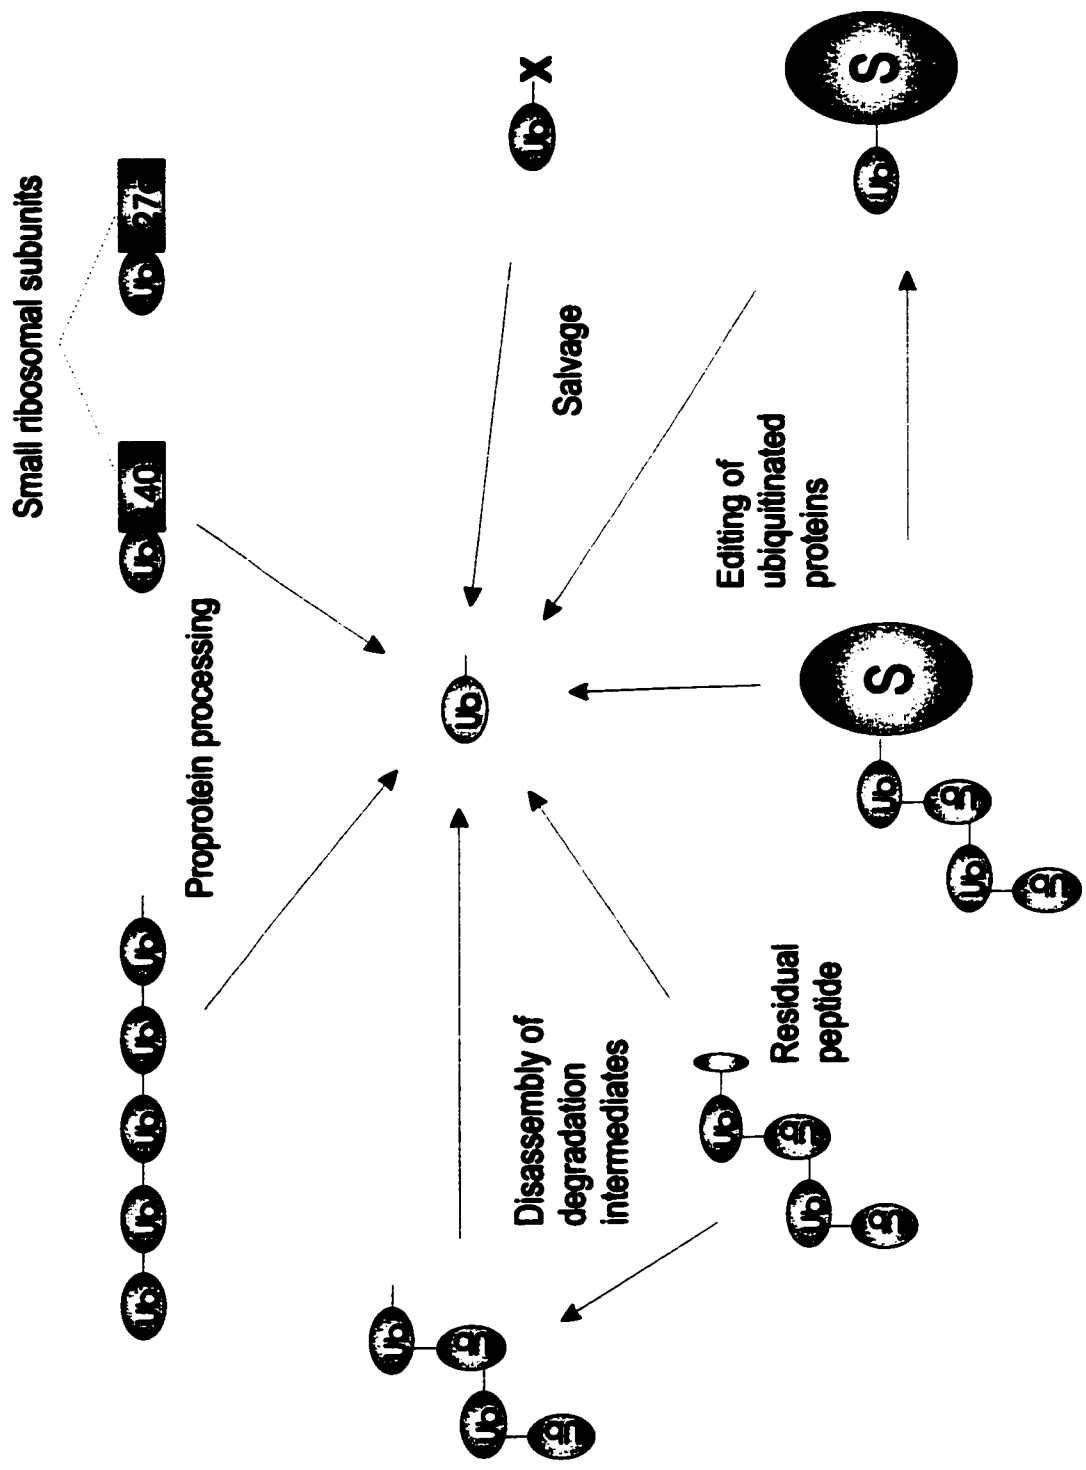 Small ribosomal subunits
Ub Ub Ub Ub Ub
Ub 40
Ub 27
Proprotein processing
Ub
Ub
Ub
Ub
Ub
Ub X
Disassembly of
degradation
intermediates
Salvage
Ub
Ub
Ub
Ub
Residual
peptide
Editing of
ubiquitinated
proteins
Ub S
Ub
Ub
Ub
Ub S